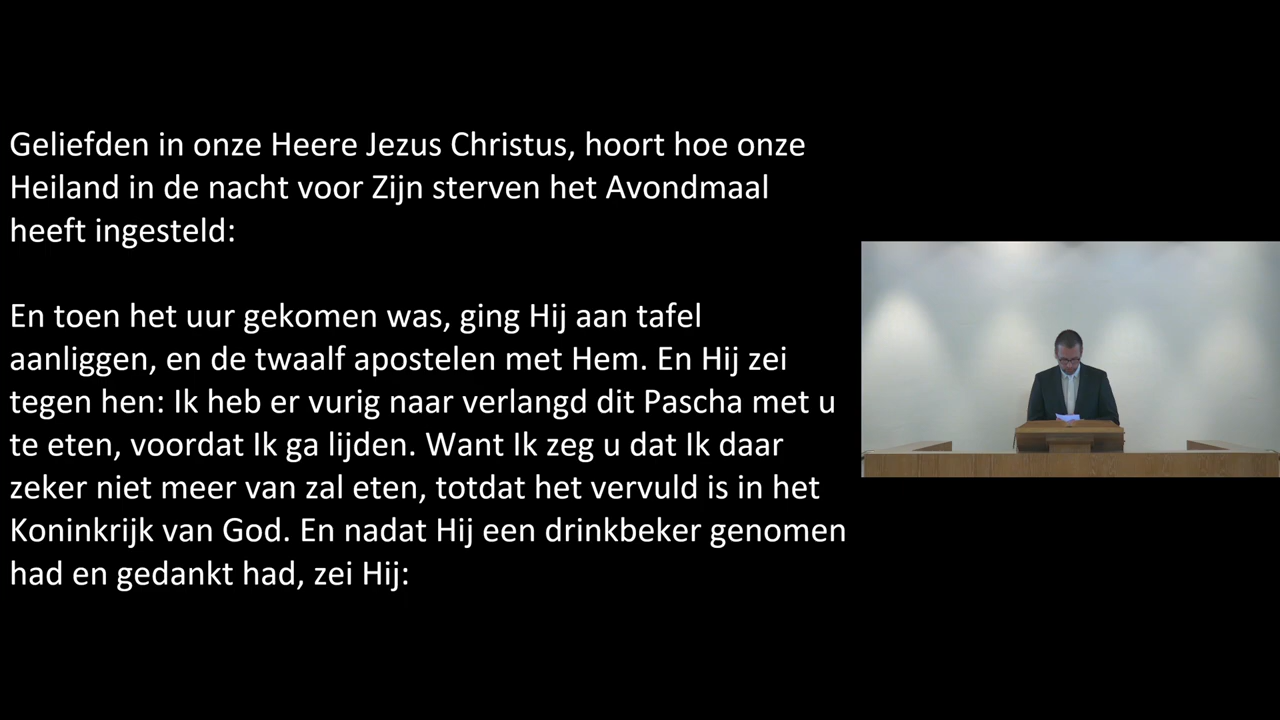 Geliefden in onze Heere Jezus Christus, hoort hoe onze
Heiland in de nacht voor Zijn sterven het Avondmaal
heeft ingesteld:
En toen het uur gekomen was, ging Hij aan tafel
aanliggen, en de twaalf apostelen met Hem. En Hij zei
tegen hen: Ik heb er vurig naar verlangd dit Pascha met u
te eten, voordat Ik ga lijden. Want Ik zeg u dat Ik daar
zeker niet meer van zal eten, totdat het vervuld is in het
Koninkrijk van God. En nadat Hij een drinkbeker genomen
had en gedankt had, zei Hij: